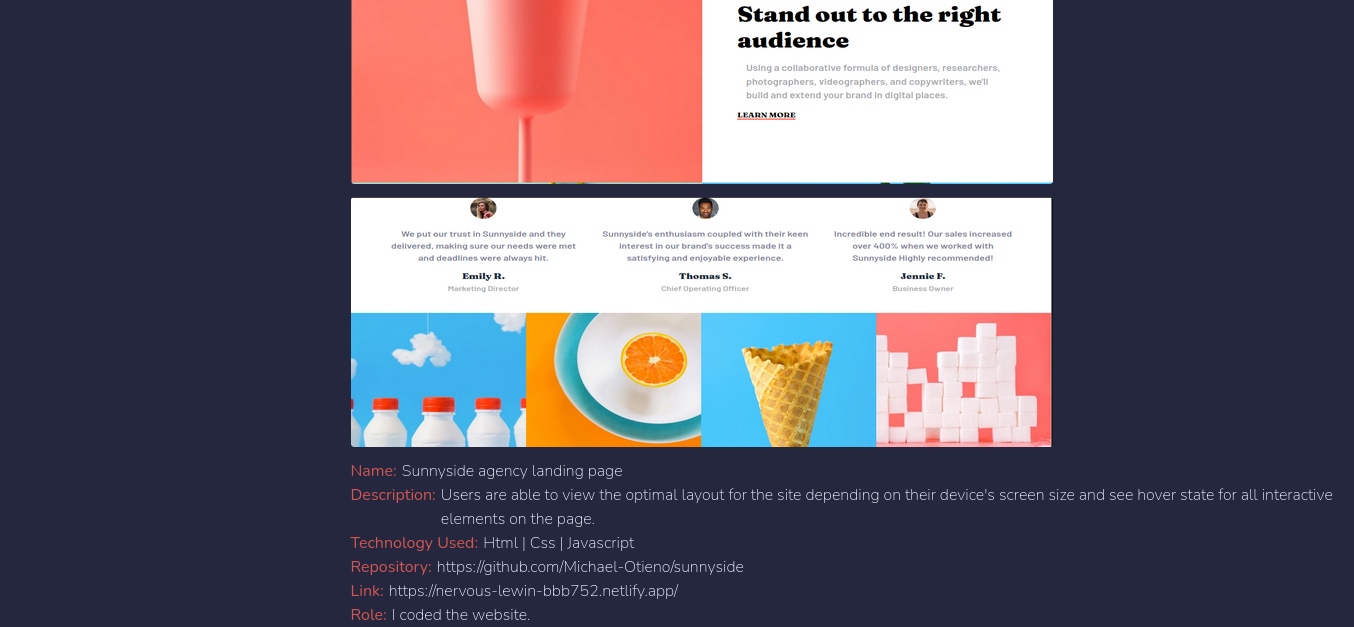 Stand out to the right
audience
Using a collaborative formula of designers, researchers,
photographers, videographers, and copywriters, we'll
build and extend your brand in digital places.
LEARN MORE
We put our trust in Sunnyside and they
delivered, making sure our needs were met
and deadlines were always hit.
Emily R.
Marketing Director
Sunnyside's enthusiasm coupled with their keen
interest in our brand's success made it a
satisfying and enjoyable experience.
Thomas S.
Chief Operating Officer
Incredible end result! Our sales increased
over 400% when we worked with
Sunnyside Highly recommended!
Jennie F.
Business Owner
Name: Sunnyside agency landing page
Description: Users are able to view the optimal layout for the site depending on their device's screen size and see hover state for all interactive
elements on the page.
Technology Used: Html | Css | Javascript
Repository: https://github.com/Michael-Otieno/sunnyside
Link: https://nervous-lewin-bbb752.netlify.app/
Role: I coded the website.